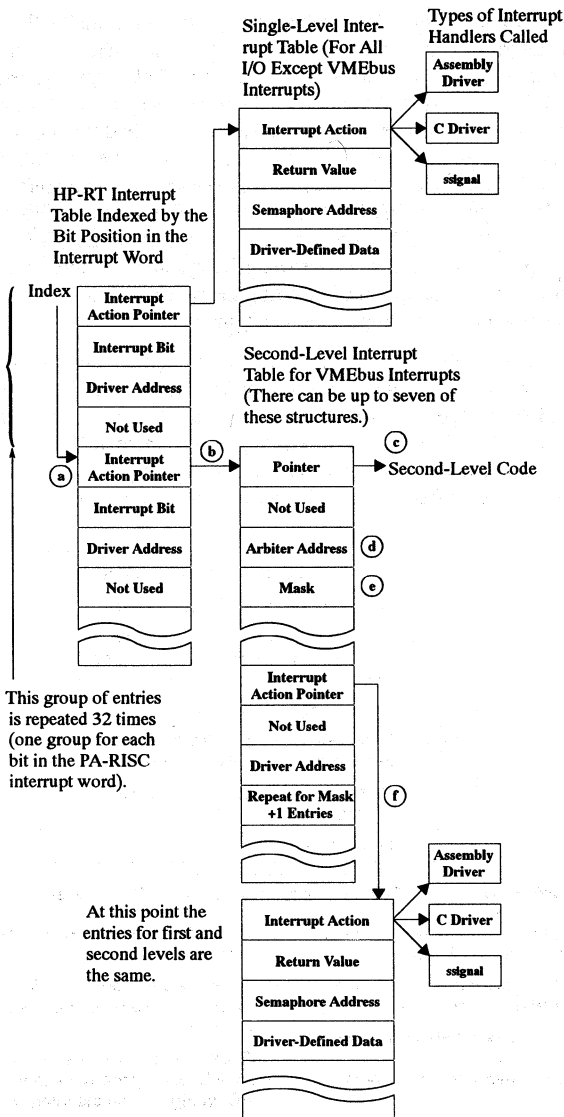 Single-Level Inter-
rupt Table (For All
I/O Except VMEbus
Interrupts)
Types of Interrupt
Handlers Called
Assembly
Driver
C Driver
ssignal
Interrupt Action
Return Value
Semaphore Address
Driver-Defined Data
HP-RT Interrupt
Table Indexed by the
Bit Position in the
Interrupt Word
Index
Interrupt
Action Pointer
Interrupt Bit
Driver Address
Not Used
a
Interrupt
Action Pointer
Interrupt Bit
Driver Address
Not Used
This group of entries
is repeated 32 times
(one group for each
bit in the PA-RISC
interrupt word).
Second-Level Interrupt
Table for VMEbus Interrupts
(There can be up to seven of
these structures.)
b
Pointer
c
Second-Level Code
Not Used
Arbiter Address
d
Mask
e
Interrupt
Action Pointer
Not Used
Driver Address
Repeat for Mask
+1 Entries
f
At this point the
entries for first and
second levels are
the same.
Interrupt Action
Return Value
Semaphore Address
Driver-Defined Data
Assembly
Driver
C Driver
ssignal